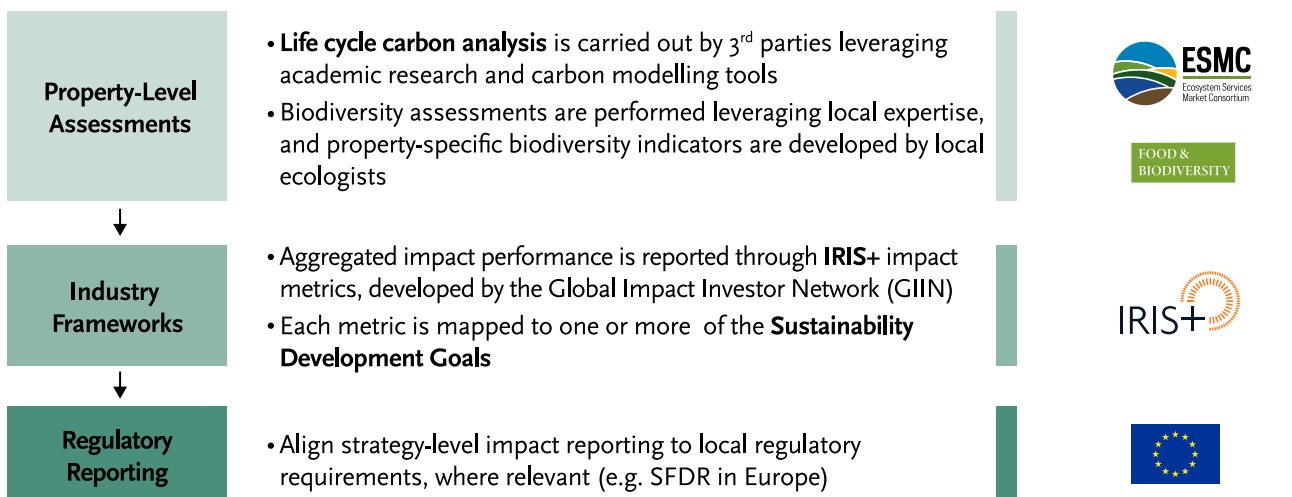 Property-Level
Assessments
• Life cycle carbon analysis is carried out by 3rd parties leveraging
academic research and carbon modelling tools
• Biodiversity assessments are performed leveraging local expertise,
and property-specific biodiversity indicators are developed by local
ecologists
ESMC
Ecosystem Services
Market Consortium
FOOD &
BIODIVERSITY
Industry
Frameworks
• Aggregated impact performance is reported through IRIS+ impact
metrics, developed by the Global Impact Investor Network (GIIN)
• Each metric is mapped to one or more of the Sustainability
Development Goals
IRIS+
Regulatory
Reporting
• Align strategy-level impact reporting to local regulatory
requirements, where relevant (e.g. SFDR in Europe)